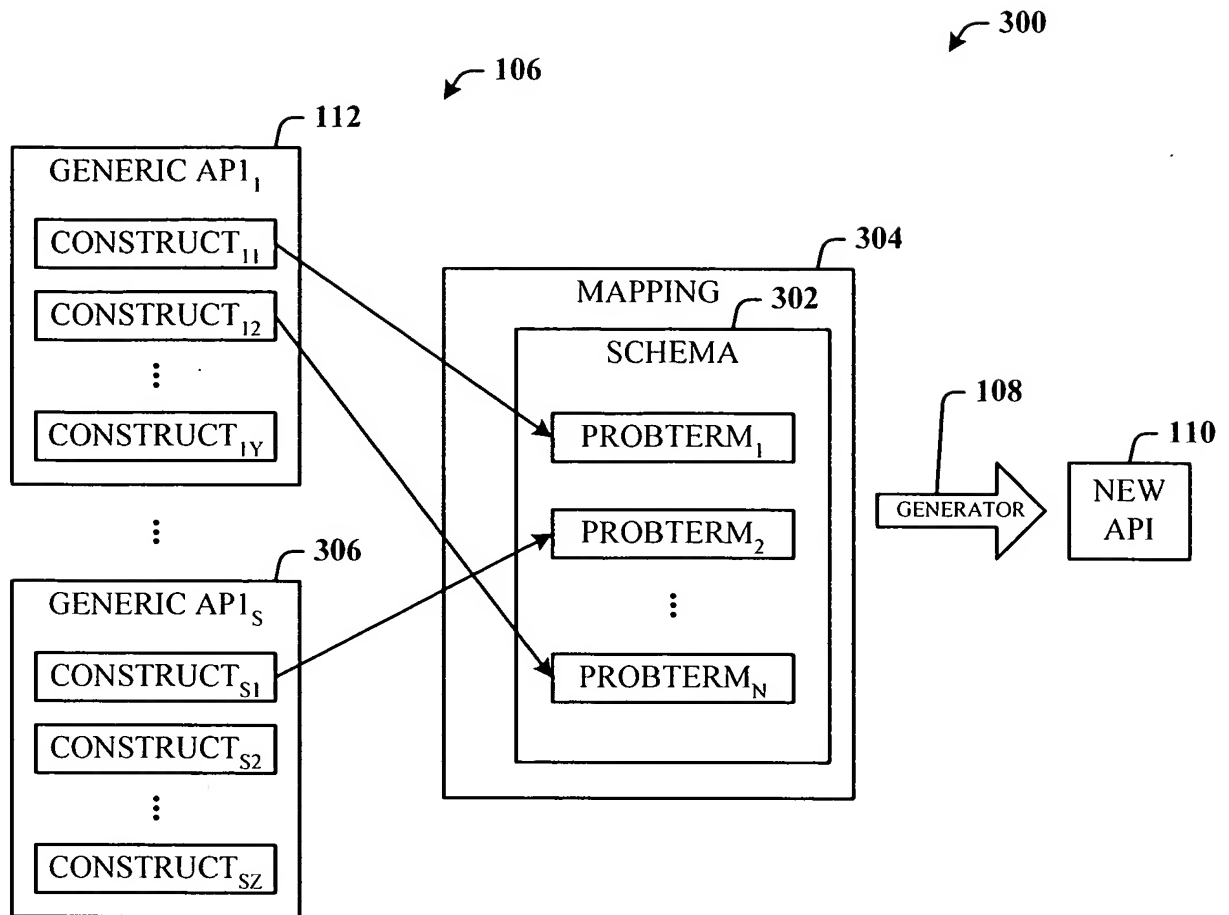 300
106
112
GENERIC AP1₁
CONSTRUCT₁₁
CONSTRUCT₁₂
CONSTRUCT₁Y
306
GENERIC AP1S
CONSTRUCTS1
CONSTRUCTS2
CONSTRUCTSZ
304
MAPPING
302
SCHEMA
PROBTERM₁
PROBTERM₂
PROBTERMN
108
GENERATOR
110
NEW
API